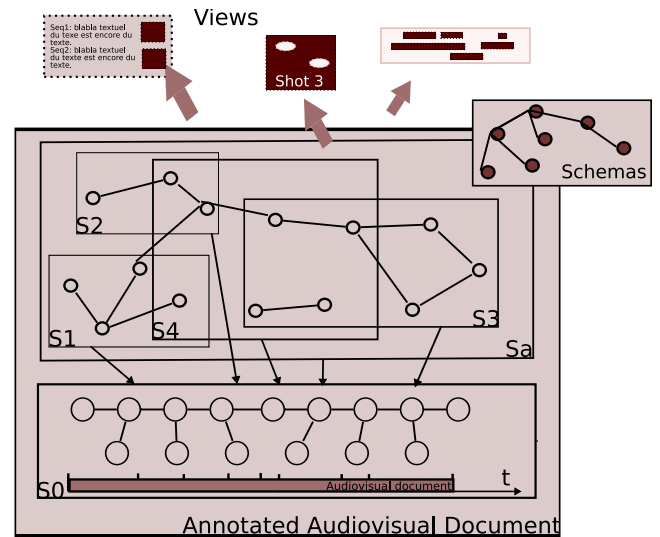 Views
Seq1: blabla textuel
du texe est encore du
texte.
Seq2: blabla textuel
du texte est encore du
texte.
Shot 3
Schemas
S2
S1
S4
S3
Sa
S0
Audiovisual document
t
Annotated Audiovisual Document